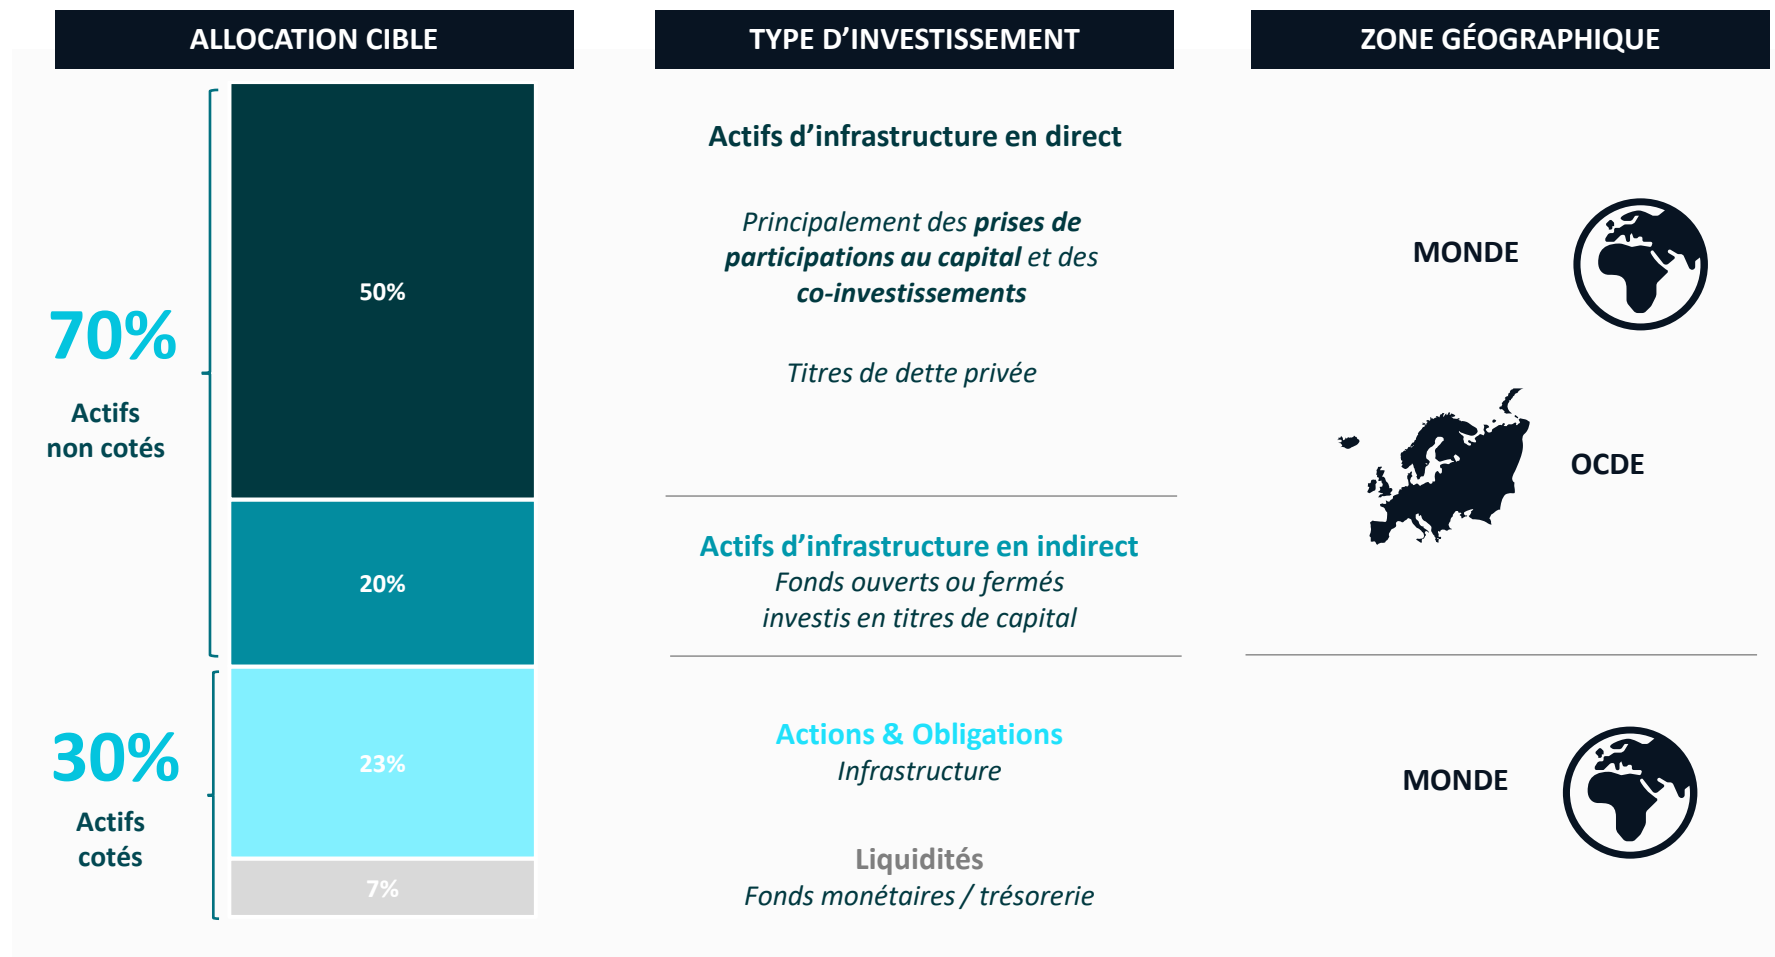 ALLOCATION CIBLE
TYPE D’INVESTISSEMENT
ZONE GÉOGRAPHIQUE
70%
Actifs
non cotés
50%
20%
30%
Actifs
cotés
23%
7%
Actifs d’infrastructure en direct
Principalement des prises de
participations au capital et des
co-investissements
Titres de dette privée
Actifs d’infrastructure en indirect
Fonds ouverts ou fermés
investis en titres de capital
Actions & Obligations
Infrastructure
Liquidités
Fonds monétaires / trésorerie
MONDE
OCDE
MONDE